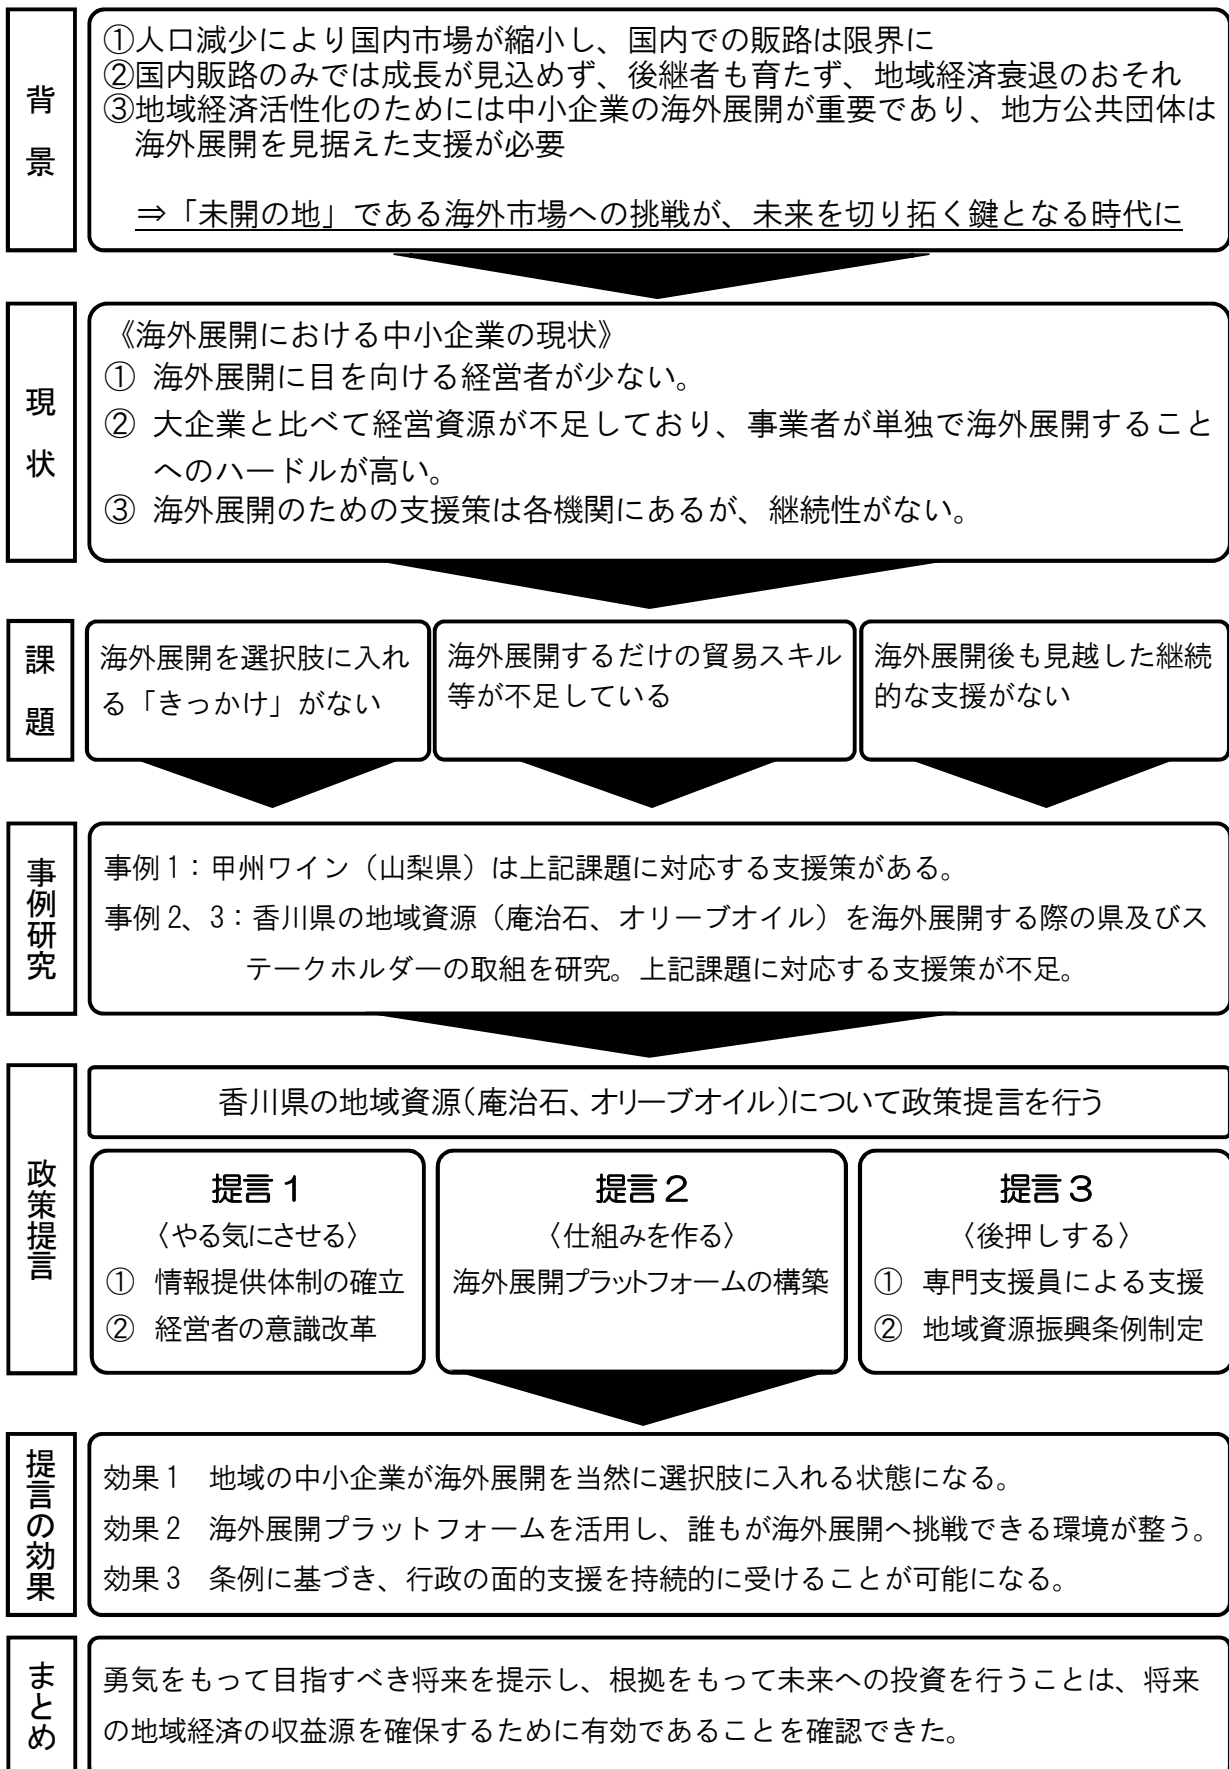 背景
①人口減少により国内市場が縮小し、国内での販路は限界に
②国内販路のみでは成長が見込めず、後継者も育たず、地域経済衰退のおそれ
③地域経済活性化のためには中小企業の海外展開が重要であり、地方公共団体は
海外展開を見据えた支援が必要
⇒「未開の地」である海外市場への挑戦が、未来を切り拓く鍵となる時代に
現状
《海外展開における中小企業の現状》
① 海外展開に目を向ける経営者が少ない。
② 大企業と比べて経営資源が不足しており、事業者が単独で海外展開すること
へのハードルが高い。
③ 海外展開のための支援策は各機関にあるが、継続性がない。
課題
海外展開を選択肢に入れ
る「きっかけ」がない
海外展開するだけの貿易スキル
等が不足している
海外展開後も見越した継続
的な支援がない
事例研究
事例1：甲州ワイン（山梨県）は上記課題に対応する支援策がある。
事例2、3：香川県の地域資源（庵治石、オリーブオイル）を海外展開する際の県及びス
テークホルダーの取組を研究。上記課題に対応する支援策が不足。
政策提言
香川県の地域資源（庵治石、オリーブオイル）について政策提言を行う
提言１
〈やる気にさせる〉
① 情報提供体制の確立
② 経営者の意識改革
提言２
〈仕組みを作る〉
海外展開プラットフォームの構築
提言３
〈後押しする〉
① 専門支援員による支援
② 地域資源振興条例制定
提言の効果
効果1　地域の中小企業が海外展開を当然に選択肢に入れる状態になる。
効果2　海外展開プラットフォームを活用し、誰もが海外展開へ挑戦できる環境が整う。
効果3　条例に基づき、行政の面的支援を持続的に受けることが可能になる。
まとめ
勇気をもって目指すべき将来を提示し、根拠をもって未来への投資を行うことは、将来
の地域経済の収益源を確保するために有効であることを確認できた。